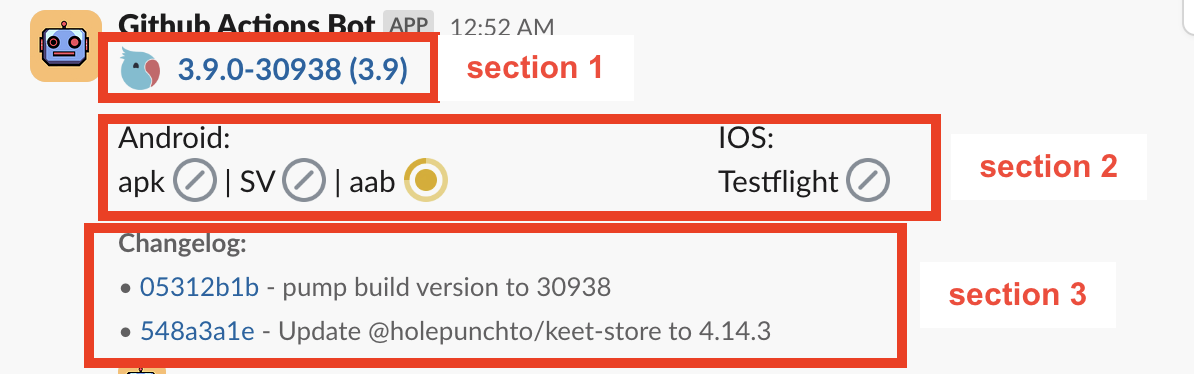 Github Actions Bot APP 12:52 AM
3.9.0-30938 (3.9)
section 1
Android:
IOS:
apk | SV | aab
Testflight
section 2
Changelog:
• 05312b1b - pump build version to 30938
• 548a3a1e - Update @holepunchto/keet-store to 4.14.3
section 3